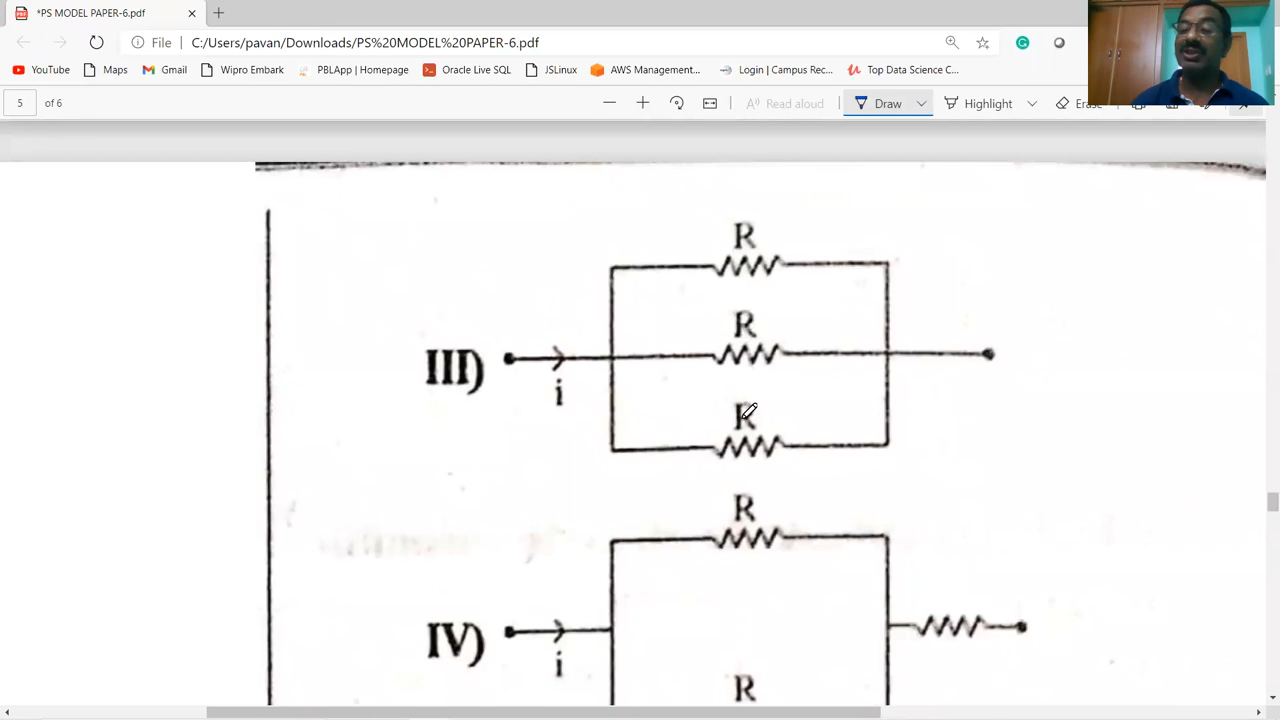 *PS MODEL PAPER-6.pdf
File
C:/Users/pavan/Downloads/PS%20MODEL%20PAPER-6.pdf
YouTube
Maps
Gmail
Wipro Embark
PBLApp | Homepage
Oracle Live SQL
JSLinux
AWS Management...
Login | Campus Rec...
Top Data Science C...
5 of 6
Read aloud
Draw
Highlight
Erase
R
R
III)
i
R
R
IV)
i
R